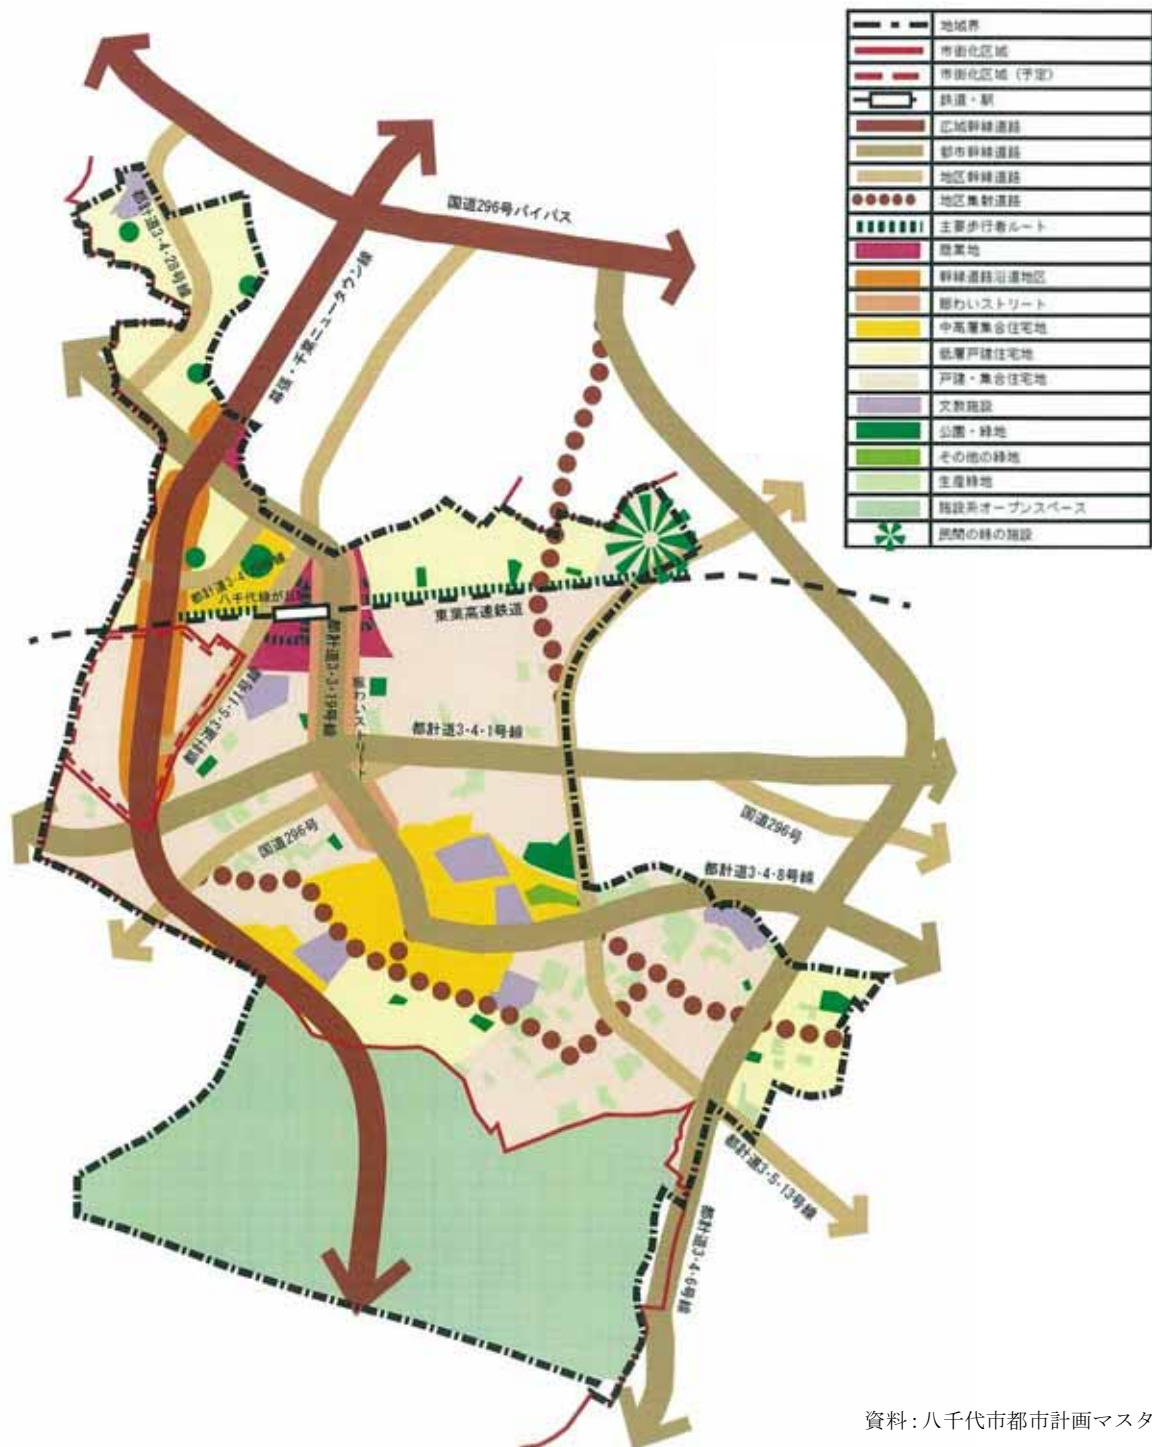 地域界
市街化区域
市街化区域（予定）
鉄道・駅
広域幹線道路
都市幹線道路
地区幹線道路
地区集散道路
主要歩行者ルート
商業地
幹線道路沿道地区
賑わいストリート
中高層集合住宅地
低層戸建住宅地
戸建・集合住宅地
文教施設
公園・緑地
その他の緑地
生産緑地
施設系オープンスペース
民間の緑の施設
国道296号バイパス
都計道3・4・28号線
幕張・千葉ニュータウン線
八千代緑が丘
東葉高速鉄道
都計道3・3・19号線
賑わいストリート
都計道3・5・11号線
都計道3・4・1号線
国道296号
国道296号
都計道3・4・8号線
都計道3・5・13号線
都計道3・4・6号線
資料：八千代市都市計画マスタ